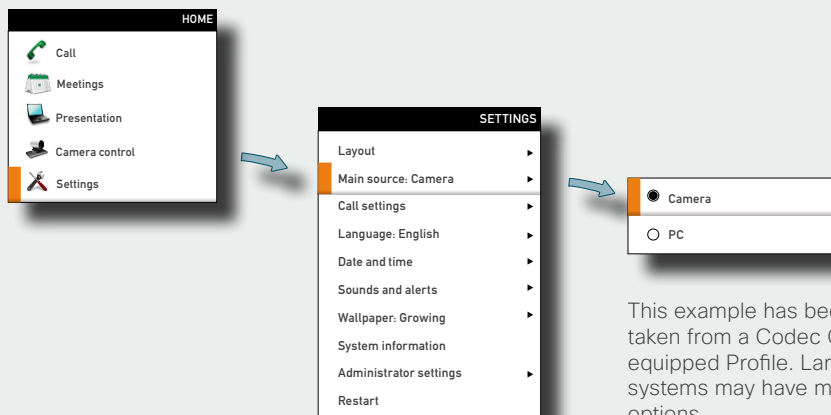 HOME
Call
Meetings
Presentation
Camera control
Settings
SETTINGS
Layout
Main source: Camera
Call settings
Language: English
Date and time
Sounds and alerts
Wallpaper: Growing
System information
Administrator settings
Restart
Camera
PC
This example has
taken from a Codec
equipped Profile.
systems may have
options